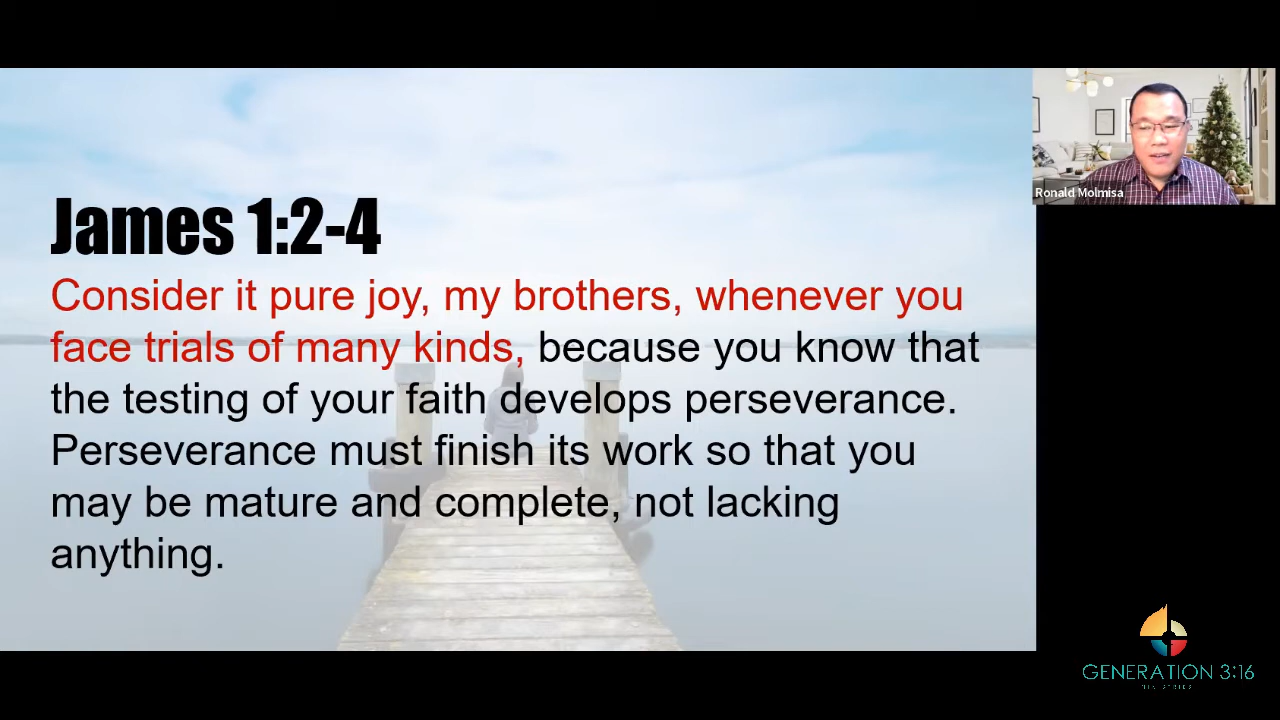 James 1:2-4
Consider it pure joy, my brothers, whenever you
face trials of many kinds, because you know that
the testing of your faith develops perseverance.
Perseverance must finish its work so that you
may be mature and complete, not lacking
anything.
Ronald Molmisa
GENERATION 3:16
MINISTRIES